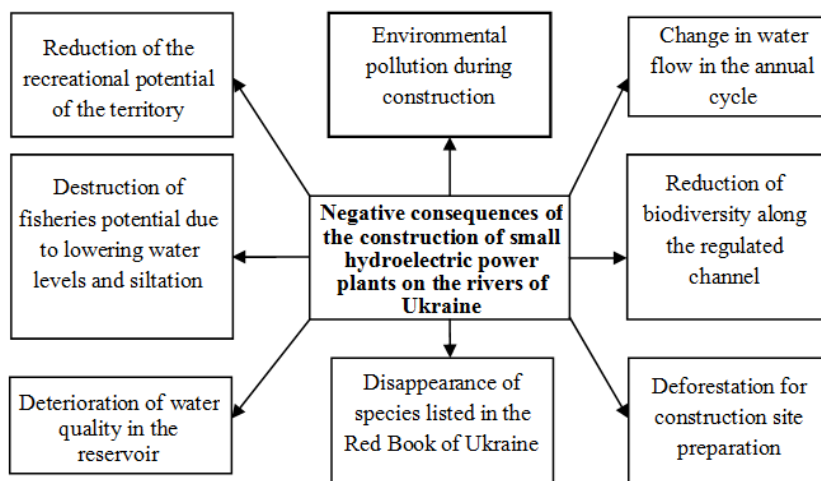 Reduction of the
recreational potential
of the territory
Environmental
pollution during
construction
Change in water
flow in the annual
cycle
Destruction of
fisheries potential due
to lowering water
levels and siltation
Negative consequences of
the construction of small
hydroelectric power
plants on the rivers of
Ukraine
Reduction of
biodiversity along
the regulated
channel
Deterioration of water
quality in the
reservoir
Disappearance of
species listed in the
Red Book of Ukraine
Deforestation for
construction site
preparation